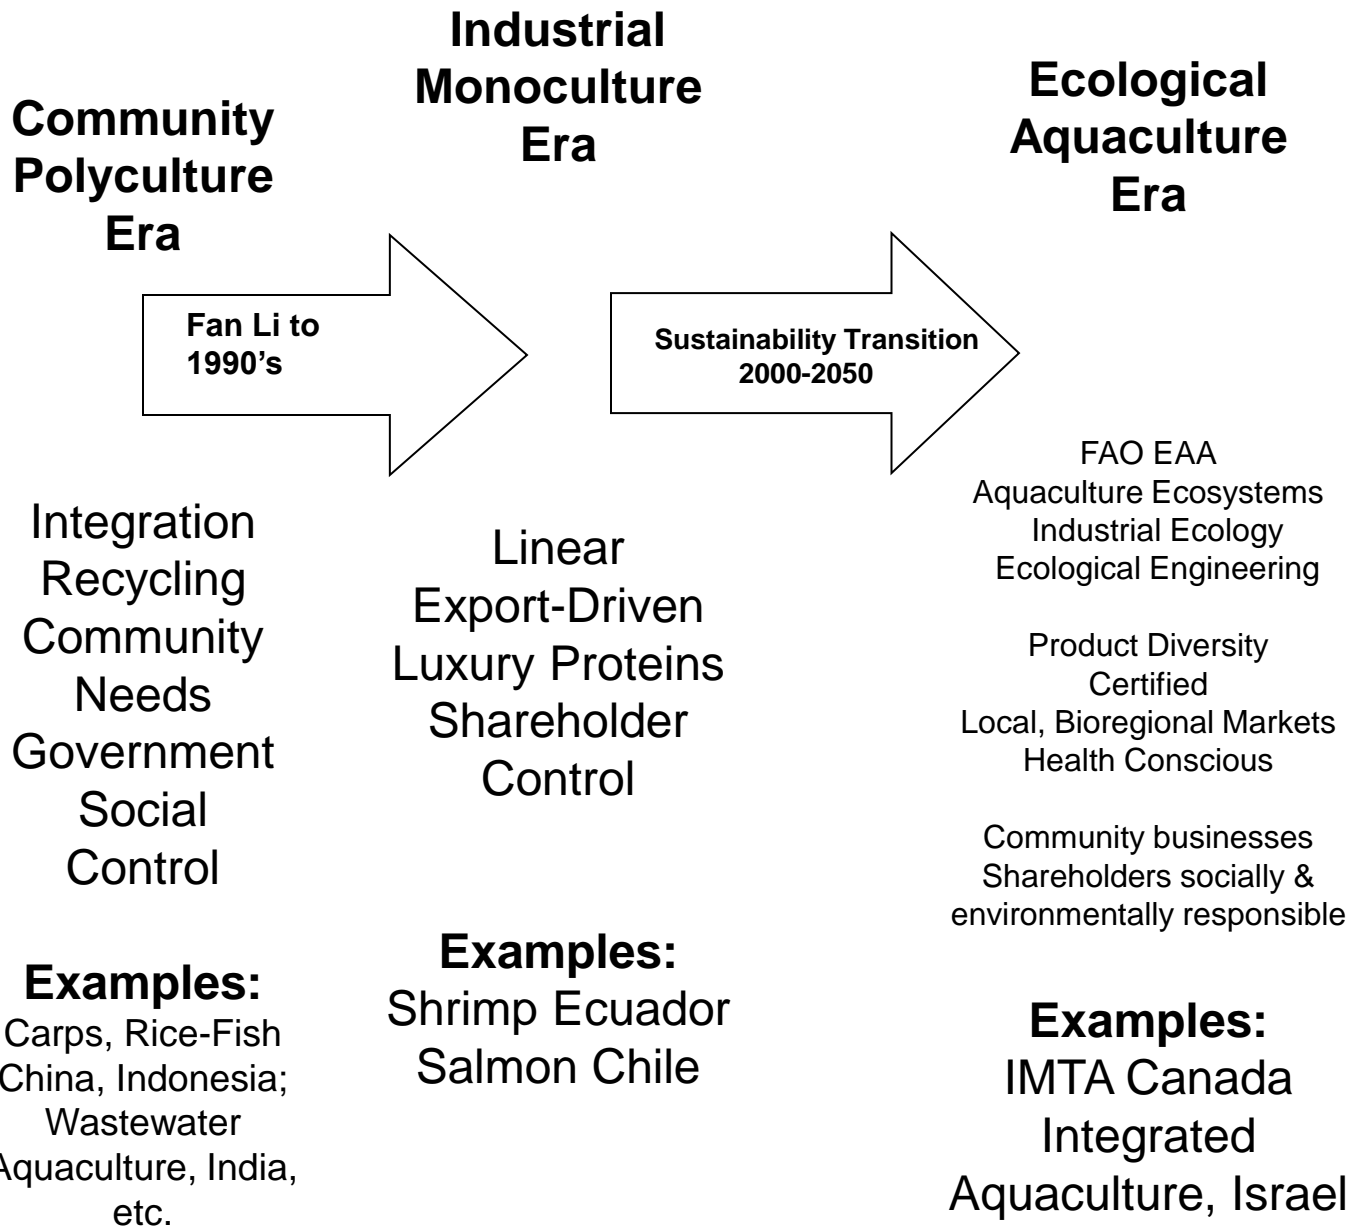 Community
Polyculture
Era
Industrial
Monoculture
Era
Ecological
Aquaculture
Era
Fan Li to
1990's
Sustainability Transition
2000-2050
Integration
Recycling
Community
Needs
Government
Social
Control
Examples:
Carps, Rice-Fish
China, Indonesia;
Wastewater
Aquaculture, India,
etc.
Linear
Export-Driven
Luxury Proteins
Shareholder
Control
Examples:
Shrimp Ecuador
Salmon Chile
FAO EAA
Aquaculture Ecosystems
Industrial Ecology
Ecological Engineering
Product Diversity
Certified
Local, Bioregional Markets
Health Conscious
Community businesses
Shareholders socially &
environmentally responsible
Examples:
IMTA Canada
Integrated
Aquaculture, Israel